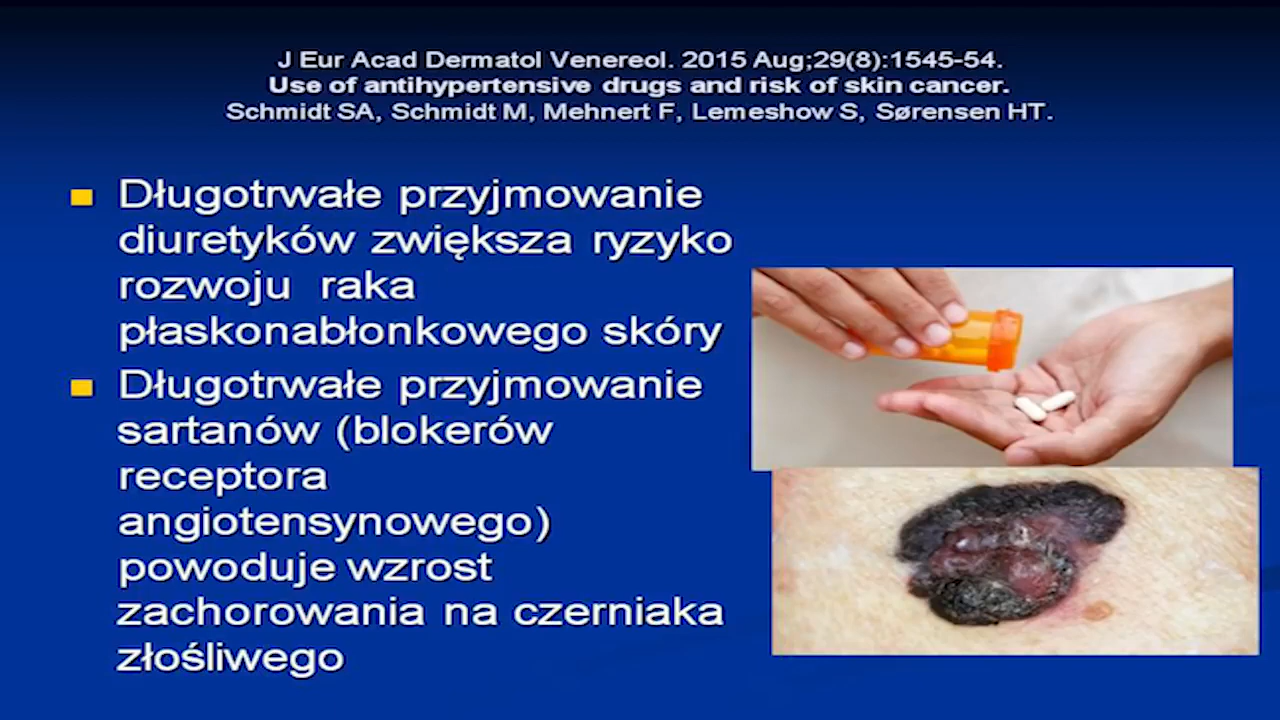 J Eur Acad Dermatol Venereol. 2015 Aug;29(8):1545-54.
Use of antihypertensive drugs and risk of skin cancer.
Schmidt SA, Schmidt M, Mehnert F, Lemeshow S, Sørensen HT.
Długotrwałe przyjmowanie
diuretyków zwiększa ryzyko
rozwoju raka
płaskonabłonkowego skóry
Długotrwałe przyjmowanie
sartanów (blokerów
receptora
angiotensynowego)
powoduje wzrost
zachorowania na czerniaka
złośliwego